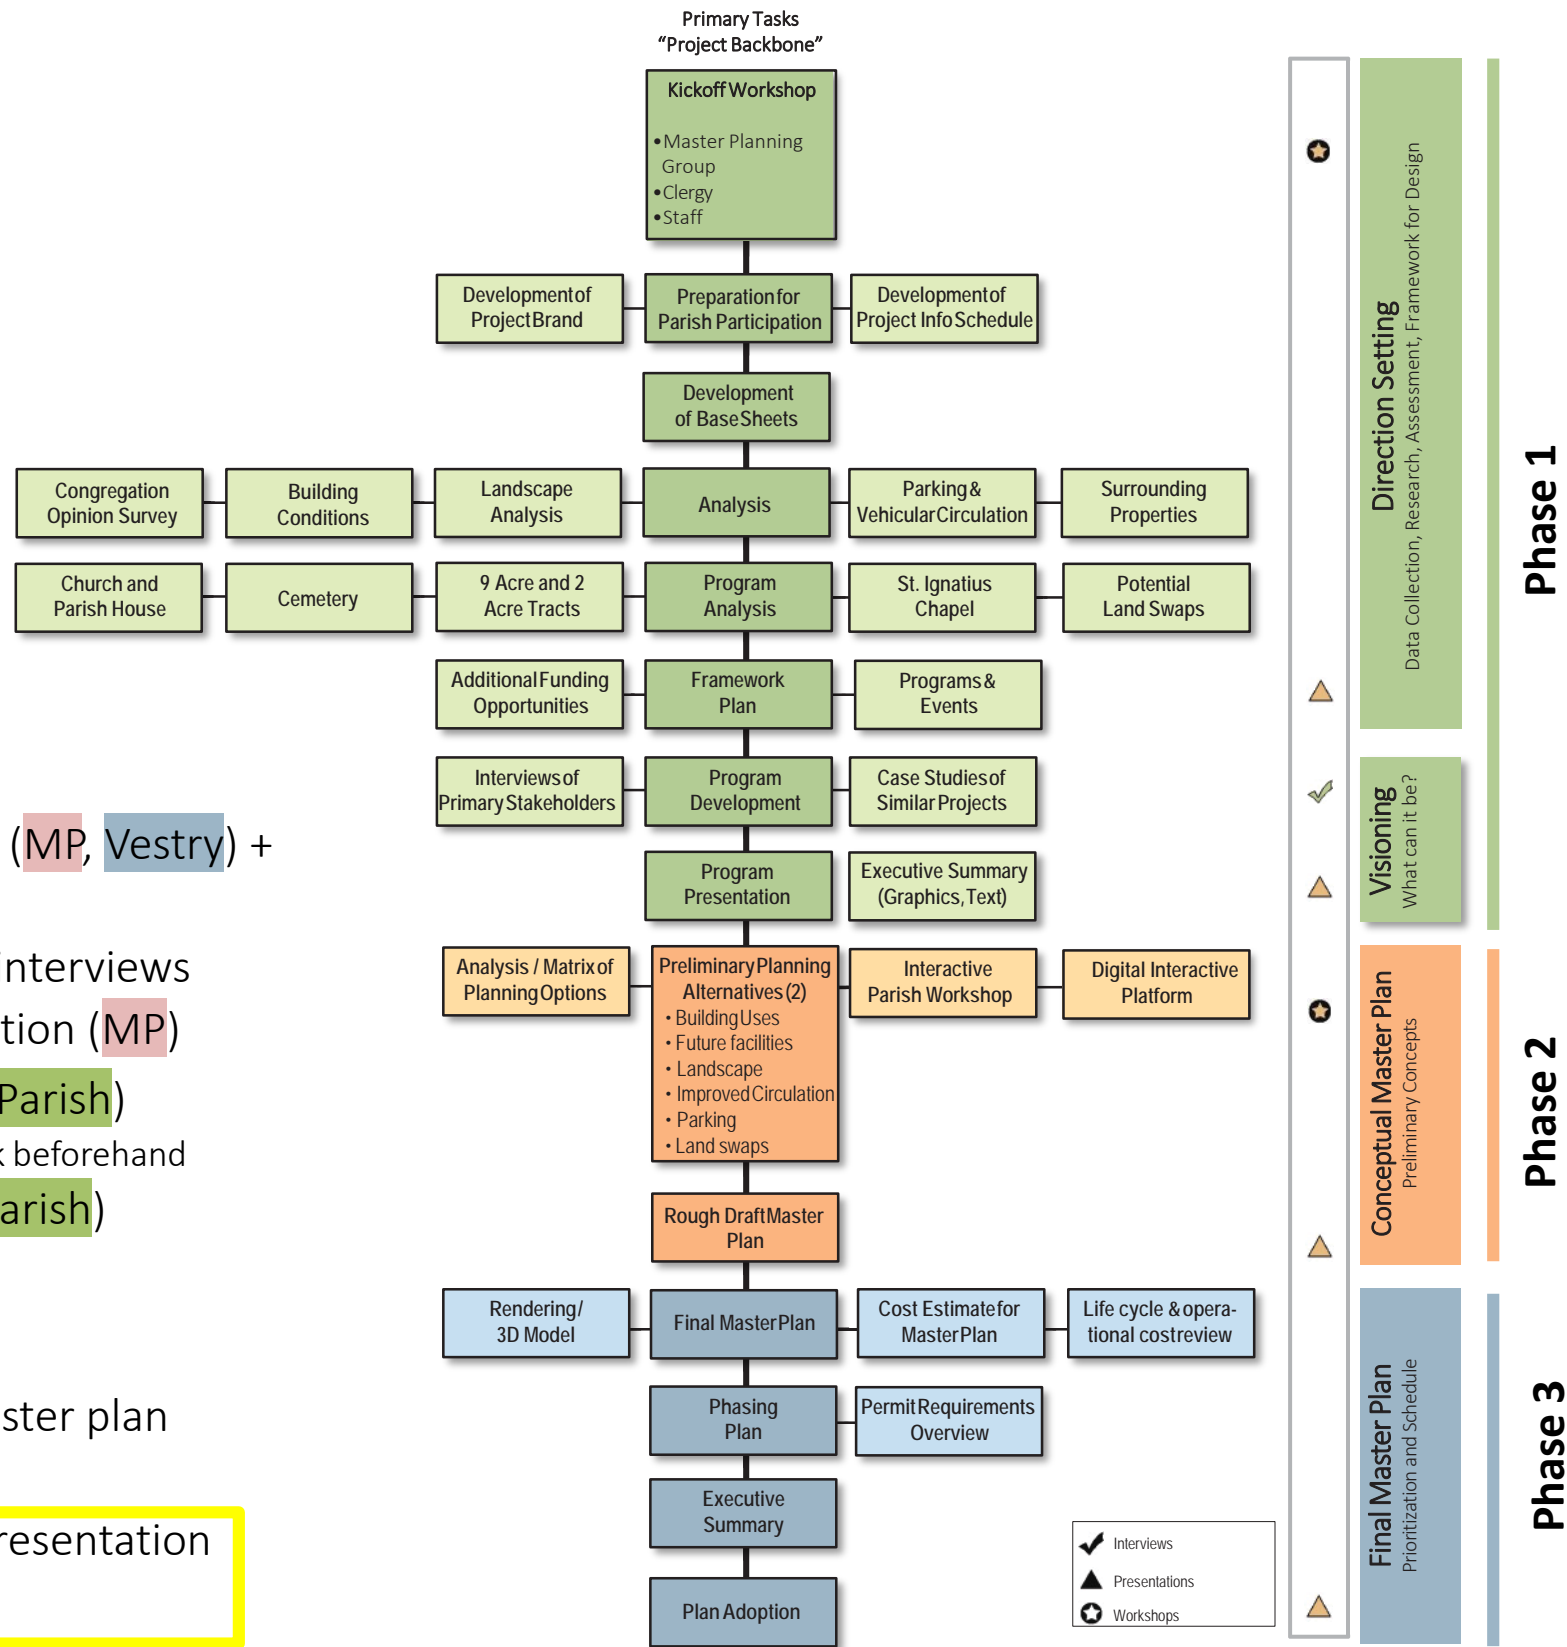 Primary Tasks
“Project Backbone”
Kickoff Workshop
•Master Planning
Group
•Clergy
•Staff
Development of
Project Brand
Preparation for
Parish Participation
Development of
Project Info Schedule
Development
of Base Sheets
Congregation
Opinion Survey
Building
Conditions
Landscape
Analysis
Analysis
Parking &
Vehicular Circulation
Surrounding
Properties
Church and
Parish House
Cemetery
9 Acre and 2
Acre Tracts
Program
Analysis
St. Ignatius
Chapel
Potential
Land Swaps
Additional Funding
Opportunities
Framework
Plan
Programs &
Events
Interviews of
Primary Stakeholders
Program
Development
Case Studies of
Similar Projects
Program
Presentation
Executive Summary
(Graphics, Text)
Analysis / Matrix of
Planning Options
Preliminary Planning
Alternatives (2)
• Building Uses
• Future facilities
• Landscape
• Improved Circulation
• Parking
• Land swaps
Interactive
Parish Workshop
Digital Interactive
Platform
Rough Draft Master
Plan
Rendering/
3D Model
Final Master Plan
Cost Estimate for
Master Plan
Life cycle & opera-
tional cost review
Phasing
Plan
Permit Requirements
Overview
Executive
Summary
Plan Adoption
(MP, Vestry) +
interviews
tion (MP)
Parish)
k beforehand
arish)
ster plan
resentation
Interviews
Presentations
Workshops
Direction Setting
Data Collection, Research, Assessment, Framework for Design
Visioning
What can it be?
Conceptual Master Plan
Preliminary Concepts
Final Master Plan
Prioritization and Schedule
Phase 1
Phase 2
Phase 3